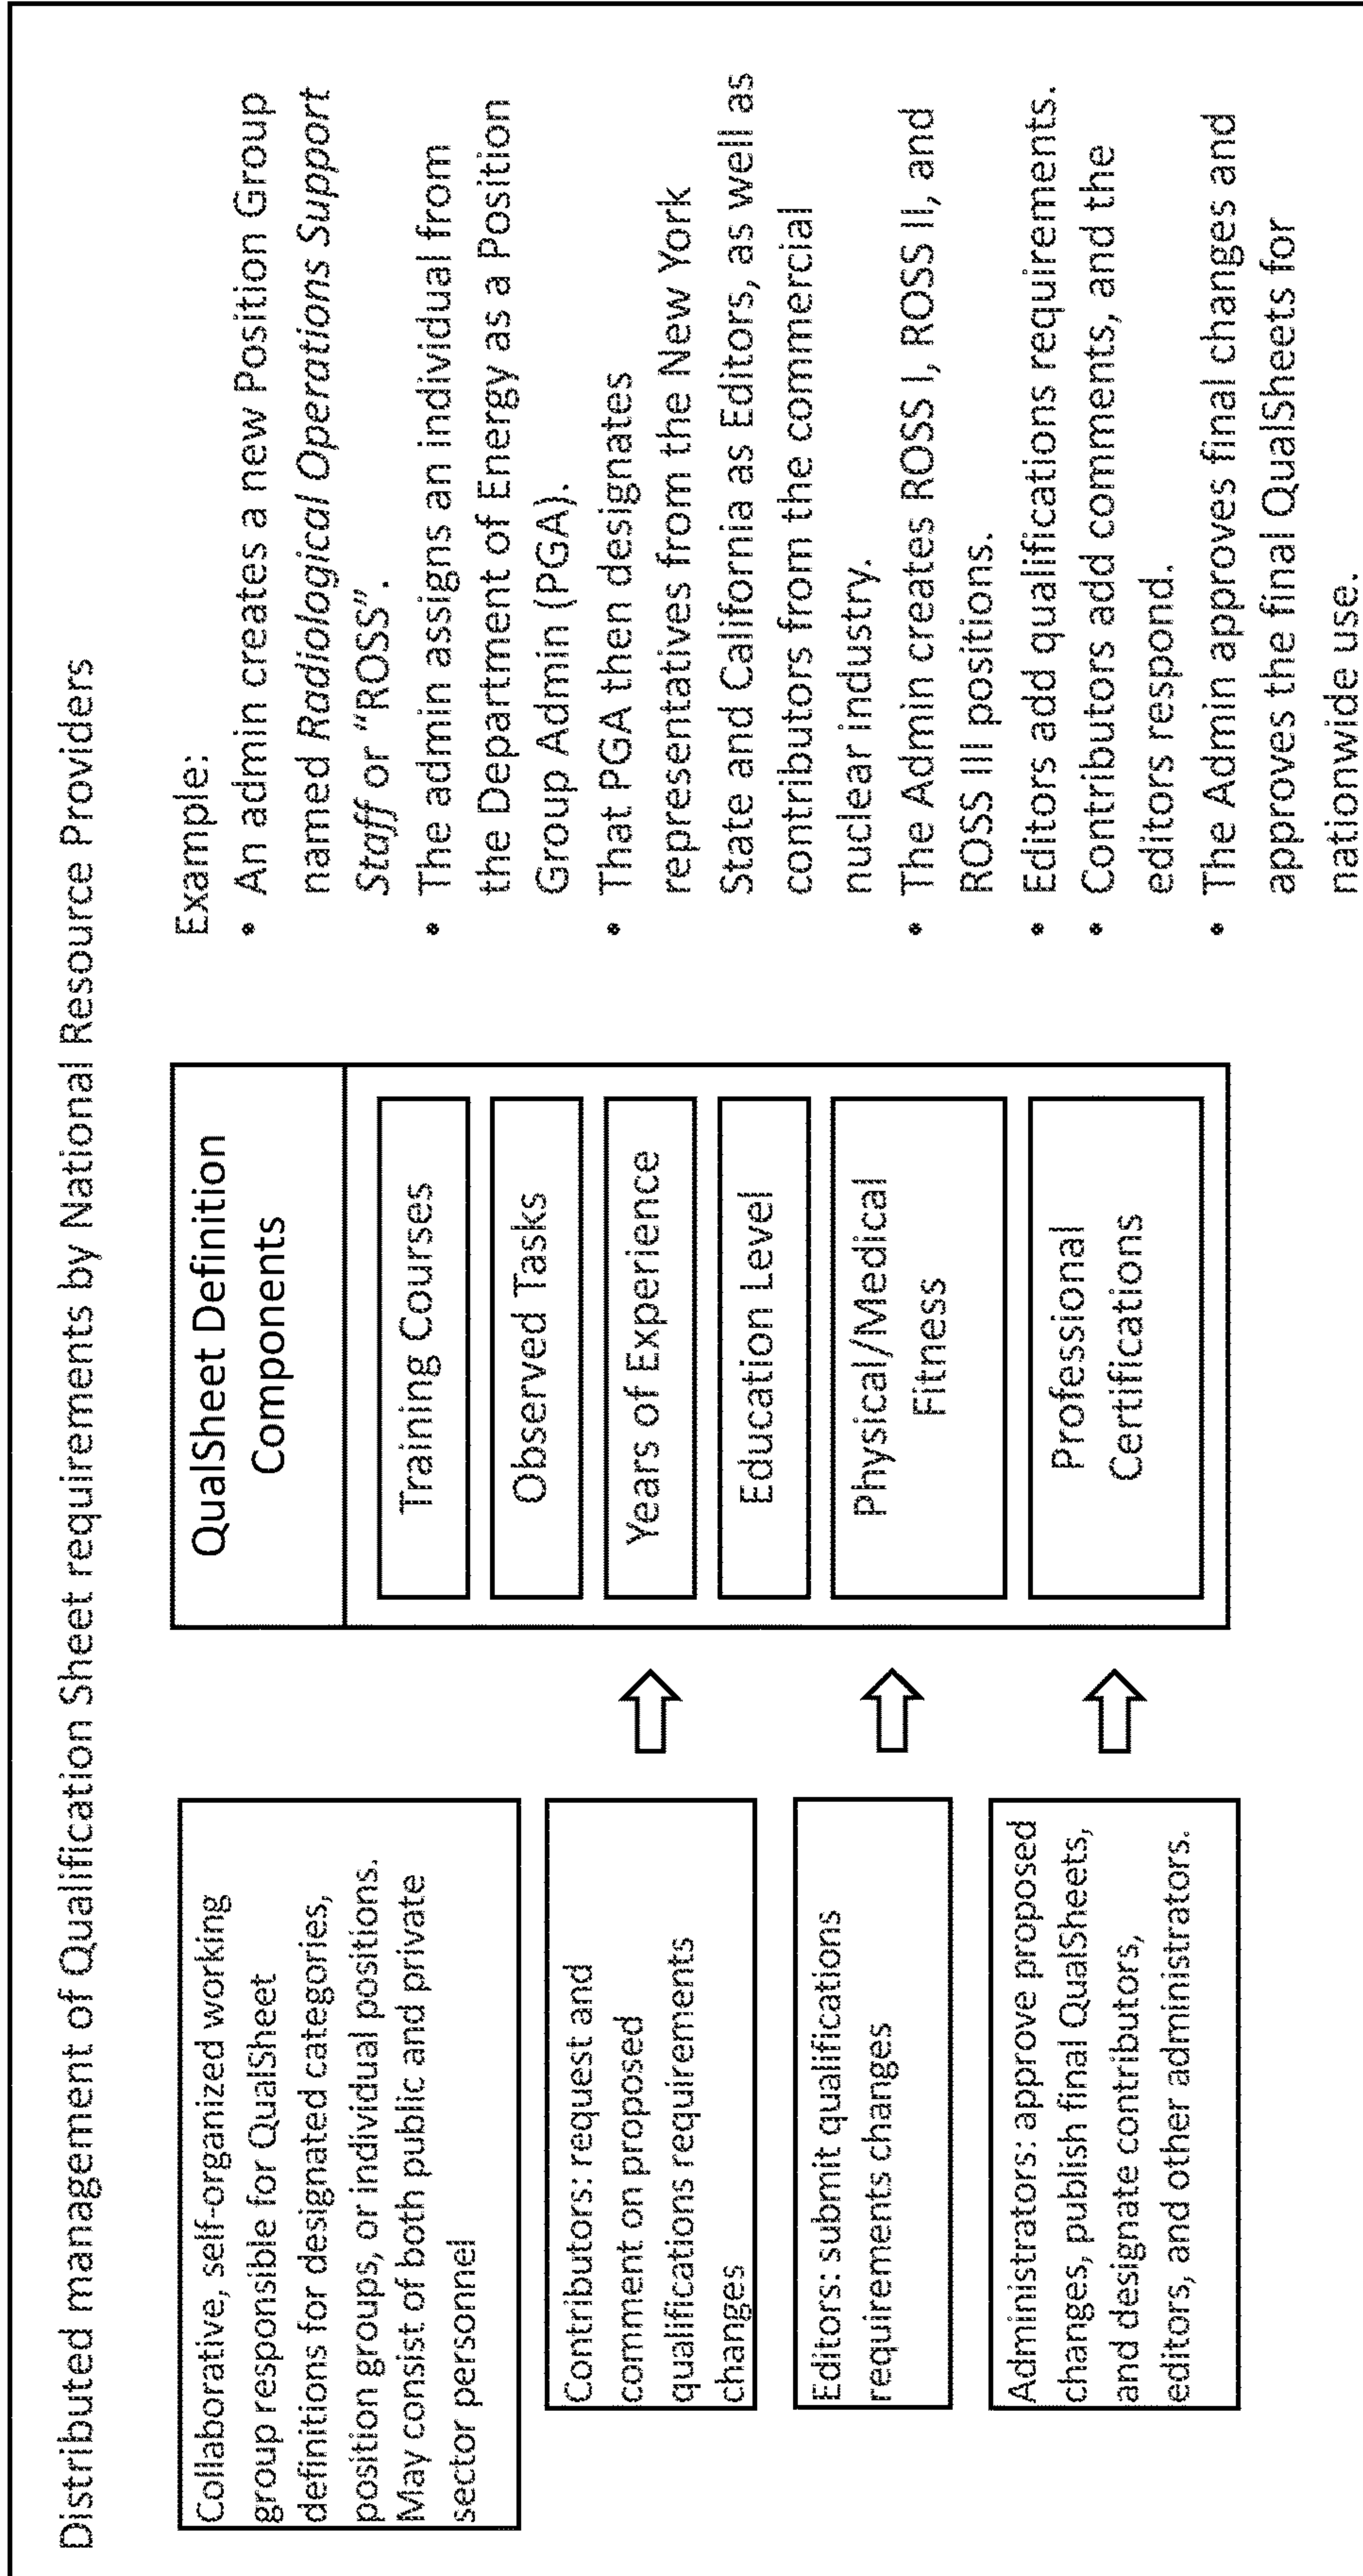 Distributed management of Qualification Sheet requirements by National Resource Providers
Collaborative, self-organized working
group responsible for QualSheet
definitions for designated categories,
position groups, or individual positions.
May consist of both public and private
sector personnel
Contributors: request and
comment on proposed
qualifications requirements
changes
Editors: submit qualifications
requirements changes
Administrators: approve proposed
changes, publish final QualSheets,
and designate contributors,
editors, and other administrators.
QualSheet Definition
Components
Training Courses
Observed Tasks
Years of Experience
Education Level
Physical/Medical
Fitness
Professional
Certifications
Example:
• An admin creates a new Position Group
named Radiological Operations Support
Staff or “ROSS”.
• The admin assigns an individual from
the Department of Energy as a Position
Group Admin (PGA).
• That PGA then designates
representatives from the New York
State and California as Editors, as well as
contributors from the commercial
nuclear industry.
• The Admin creates ROSS I, ROSS II, and
ROSS III positions.
• Editors add qualifications requirements.
• Contributors add comments, and the
editors respond.
• The Admin approves final changes and
approves the final QualSheets for
nationwide use.